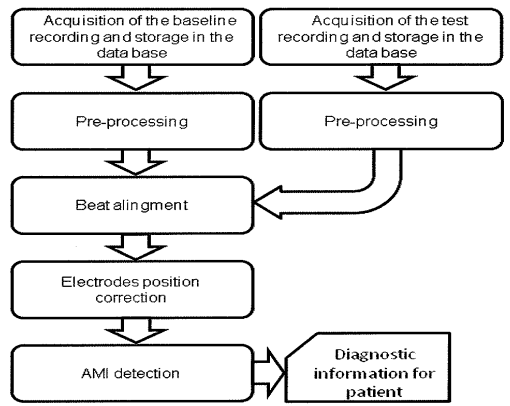 Acquisition of the baseline
recording and storage in the
data base
Acquisition of the test
recording and storage in the
data base
Pre-processing
Pre-processing
Beat alingment
Electrodes position
correction
AMI detection
Diagnostic
information for
patient